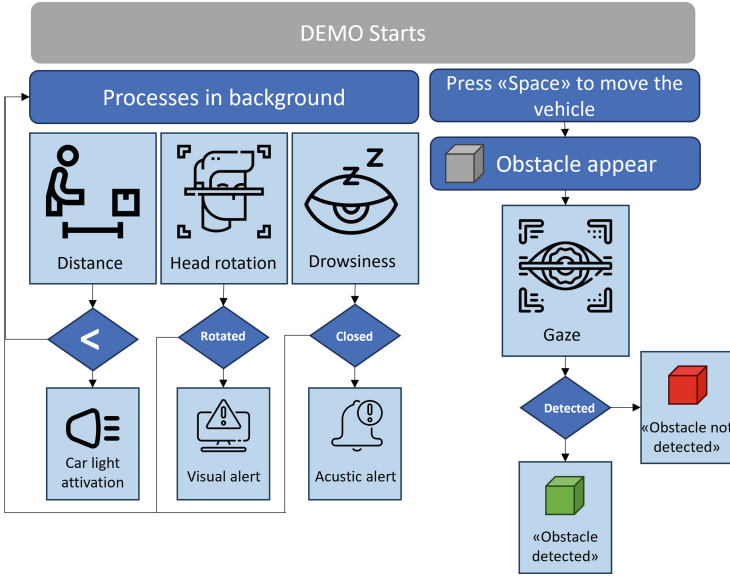 DEMO Starts
Processes in background
Press «Space» to move the
vehicle
Obstacle appear
Z
Z
Distance
Head rotation
Drowsiness
Gaze
<
Rotated
Closed
Detected
Car light
attivation
Visual alert
Acustic alert
«Obstacle not
detected»
«Obstacle
detected»